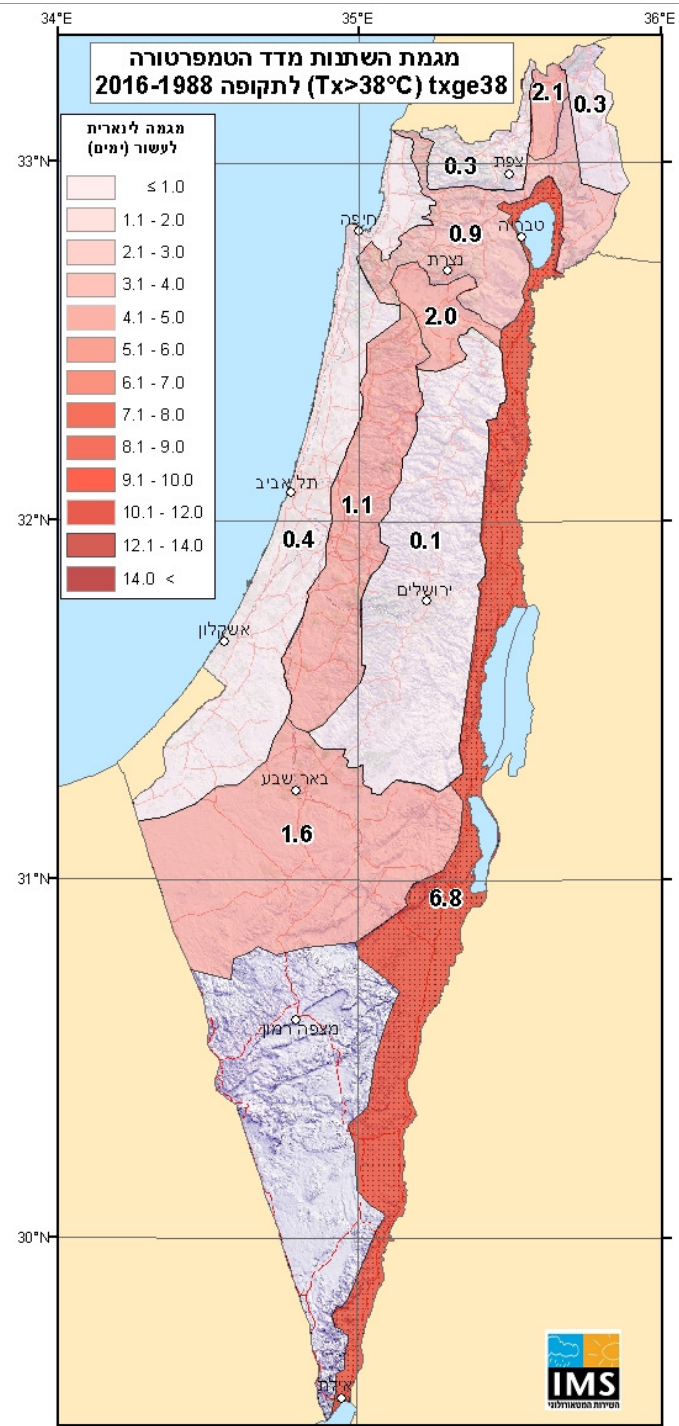 34°E
35°E
36°E
מגמת השתנות מדד הטמפרטורה
txge38 (Tx>38°C) לתקופה 2016-1988
מגמה לינארית
לעשור (ימים)
≤ 1.0
1.1 - 2.0
2.1 - 3.0
3.1 - 4.0
4.1 - 5.0
5.1 - 6.0
6.1 - 7.0
7.1 - 8.0
8.1 - 9.0
9.1 - 10.0
10.1 - 12.0
12.1 - 14.0
14.0 <
33°N
32°N
31°N
30°N
2.1
0.3
0.3
צפת
חיפה
טבריה
0.9
נצרת
2.0
תל אביב
1.1
0.4
0.1
ירושלים
אשקלון
באר שבע
1.6
6.8
מצפה רמון
אילת
IMS
השירות המטאורולוגי